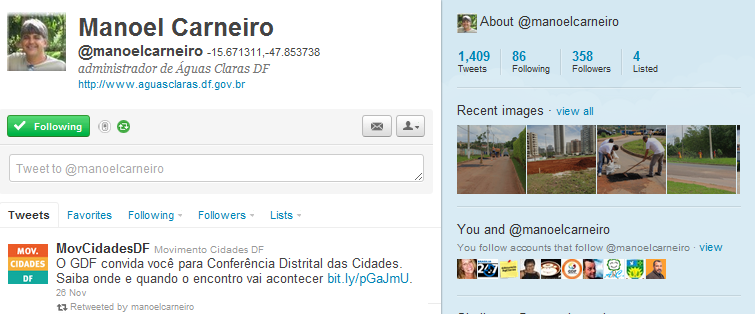 Manoel Carneiro
@manoelcarneiro -15.671311,-47.853738
administrador de Águas Claras DF
http://www.aguasclaras.df.gov.br
Following
Tweet to @manoelcarneiro
Tweets Favorites Following Followers Lists
MOV.
CIDADES
DF
MovCidadesDF Movimento Cidades DF
O GDF convida você para Conferência Distrital das Cidades.
Saiba onde e quando o encontro vai acontecer bit.ly/pGaJmU.
26 Nov
Retweeted by manoelcarneiro
About @manoelcarneiro
1,409 86 358 4
Tweets Following Followers Listed
Recent images · view all
You and @manoelcarneiro
You follow accounts that follow @manoelcarneiro · view